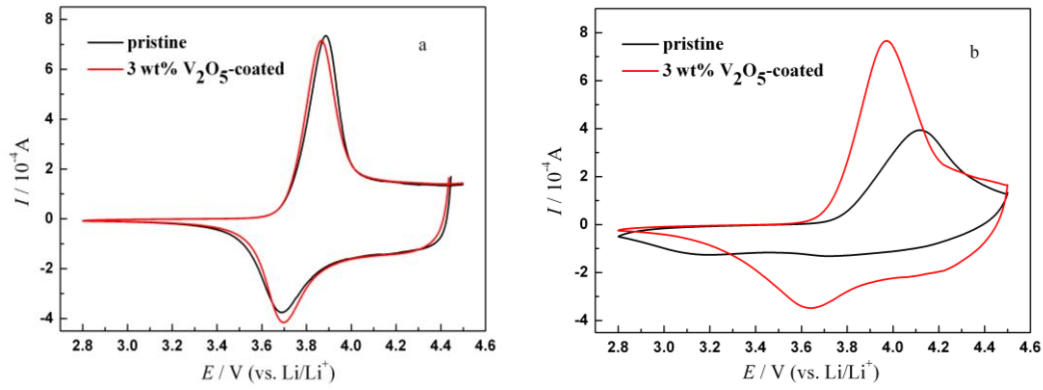 8
6
4
2
0
-2
-4
I / 10⁻⁴A
pristine
3 wt% V₂O₅-coated
a
2.8 3.0 3.2 3.4 3.6 3.8 4.0 4.2 4.4 4.6
E / V (vs. Li/Li⁺)
8
6
4
2
0
-2
-4
I / 10⁻⁴A
pristine
3 wt% V₂O₅-coated
b
2.8 3.0 3.2 3.4 3.6 3.8 4.0 4.2 4.4 4.6
E / V (vs. Li/Li⁺)